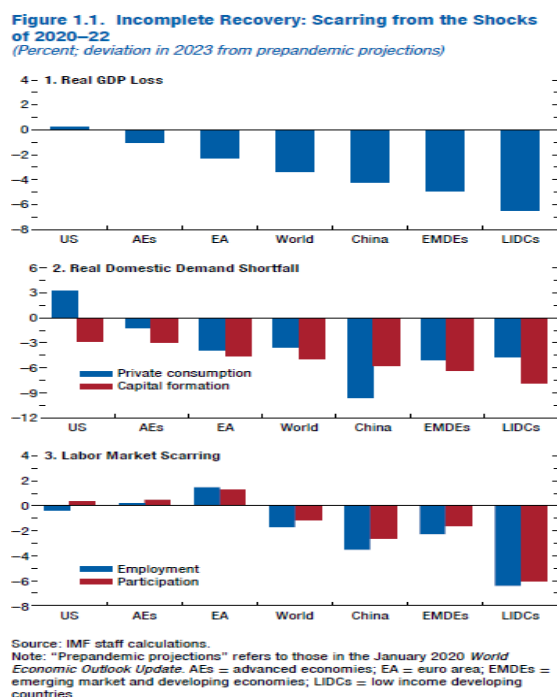 Figure 1.1. Incomplete Recovery: Scarring from the Shocks
of 2020–22
(Percent; deviation in 2023 from prepandemic projections)
4– 1. Real GDP Loss
2–
0
–2–
–4–
–6–
–8
US AEs EA World China EMDEs LIDCs
6– 2. Real Domestic Demand Shortfall
3–
0
–3–
–6–
Private consumption
Capital formation
–9–
–12
US AEs EA World China EMDEs LIDCs
4– 3. Labor Market Scarring
2–
0
–2–
–4–
Employment
Participation
–6–
–8
US AEs EA World China EMDEs LIDCs
Source: IMF staff calculations.
Note: “Prepandemic projections” refers to those in the January 2020 World
Economic Outlook Update. AEs = advanced economies; EA = euro area; EMDEs =
emerging market and developing economies; LIDCs = low income developing
countries